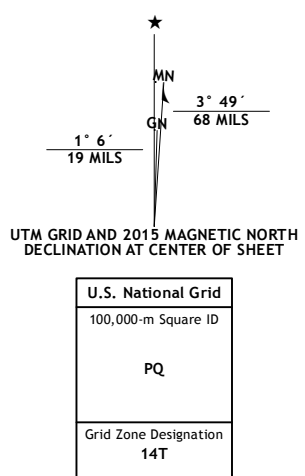 MN
3° 49´
68 MILS
GN
1° 6´
19 MILS
UTM GRID AND 2015 MAGNETIC NORTH
DECLINATION AT CENTER OF SHEET
U.S. National Grid
100,000-m Square ID
PQ
Grid Zone Designation
14T